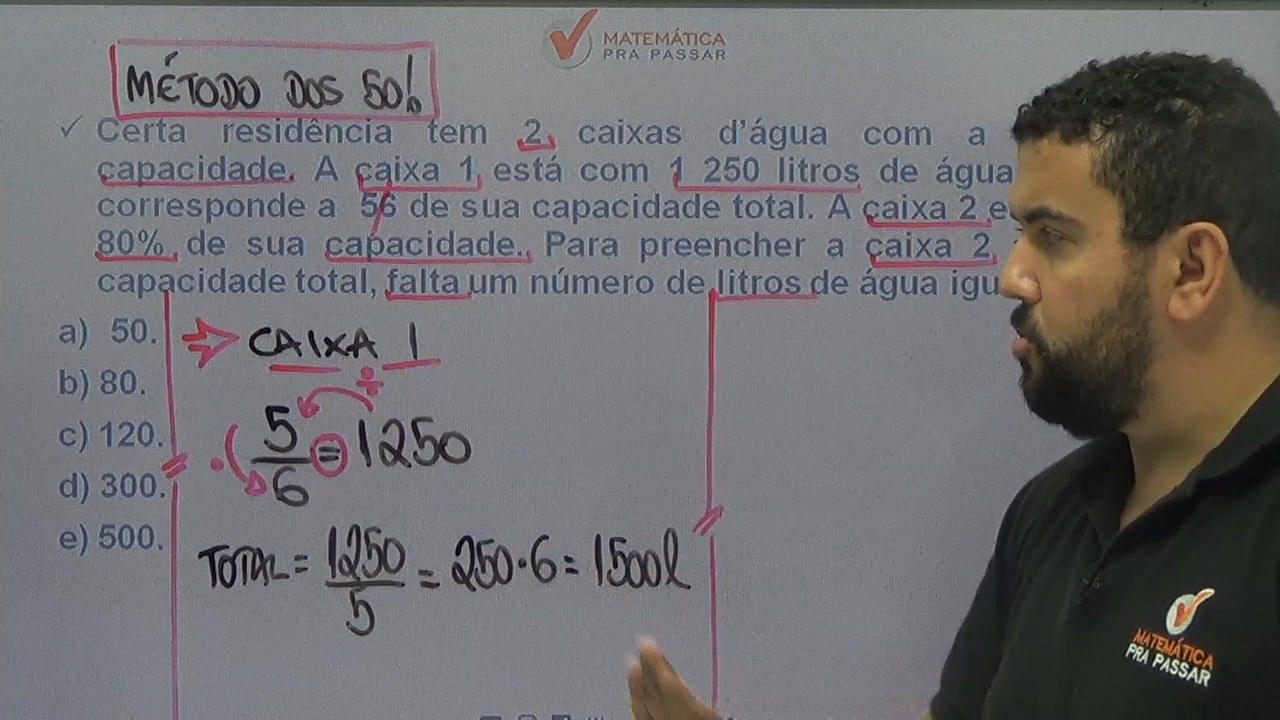 MATEMÁTICA
PRA PASSAR
MÉTODO DOS 50!
✓ Certa residência tem 2 caixas d'água com a
capacidade. A caixa 1 está com 1 250 litros de água
corresponde a 5/6 de sua capacidade total. A caixa 2 e
80% de sua capacidade. Para preencher a caixa 2,
capacidade total, falta um número de litros de água igu
a) 50.
b) 80.
c) 120.
d) 300.
e) 500.
⇒ CAIXA 1
÷
· 5/6 = 1250
TOTAL = 1250/5 = 250·6 = 1500l
MATEMÁTICA
PRA PASSAR